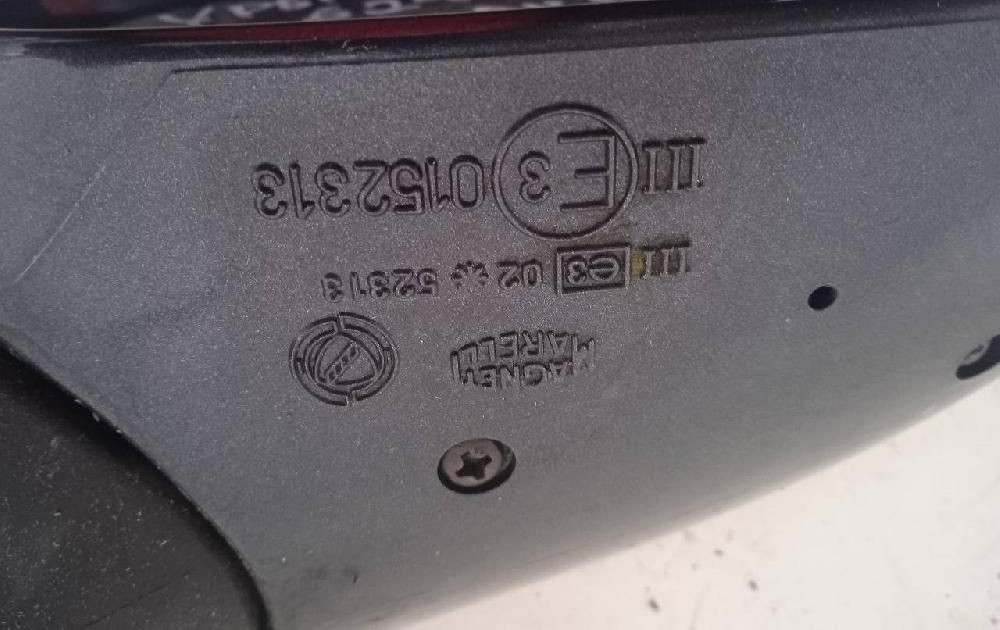 III E3 0152313
III e3 02 * 52313
MAGNETI
MARELLI